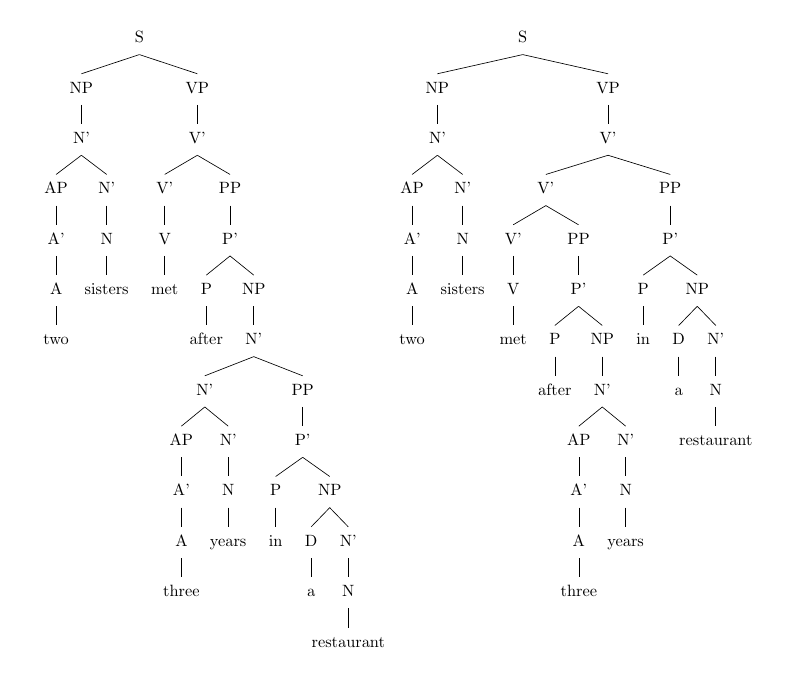 S S
NP VP NP VP
N' V' N' V'
AP N' V' PP AP N' V' PP
A' N V P' A' N V' PP P'
A sisters met P NP A sisters V P' P NP
two after N' two met P NP in D N'
N' PP after N' a N
AP N' P' AP N' restaurant
A' N P NP A' N
A years in D N' A years
three a N three
restaurant